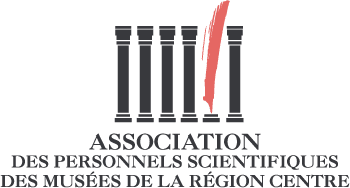 ASSOCIATION
DES PERSONNELS SCIENTIFIQUES
DES MUSÉES DE LA RÉGION CENTRE